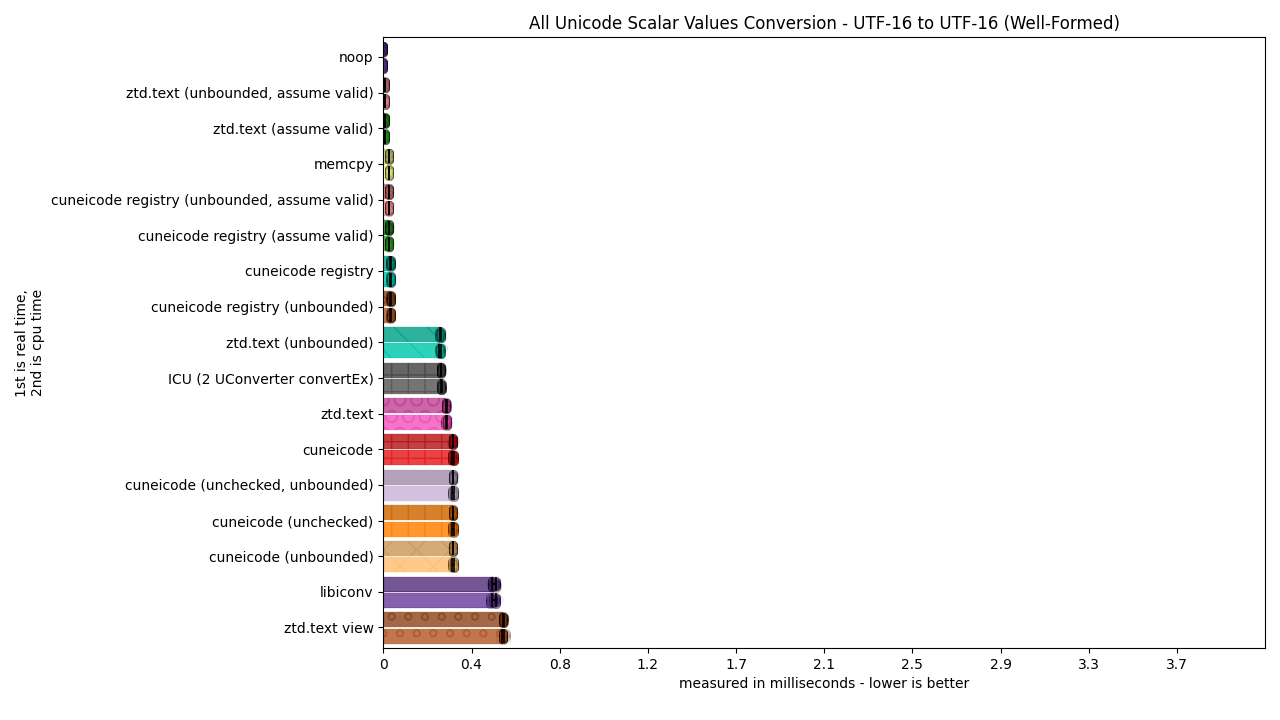 All Unicode Scalar Values Conversion - UTF-16 to UTF-16 (Well-Formed)
noop
ztd.text (unbounded, assume valid)
ztd.text (assume valid)
memcpy
cuneicode registry (unbounded, assume valid)
cuneicode registry (assume valid)
cuneicode registry
cuneicode registry (unbounded)
ztd.text (unbounded)
ICU (2 UConverter convertEx)
ztd.text
cuneicode
cuneicode (unchecked, unbounded)
cuneicode (unchecked)
cuneicode (unbounded)
libiconv
ztd.text view
1st is real time,
2nd is cpu time
0 0.4 0.8 1.2 1.7 2.1 2.5 2.9 3.3 3.7
measured in milliseconds - lower is better